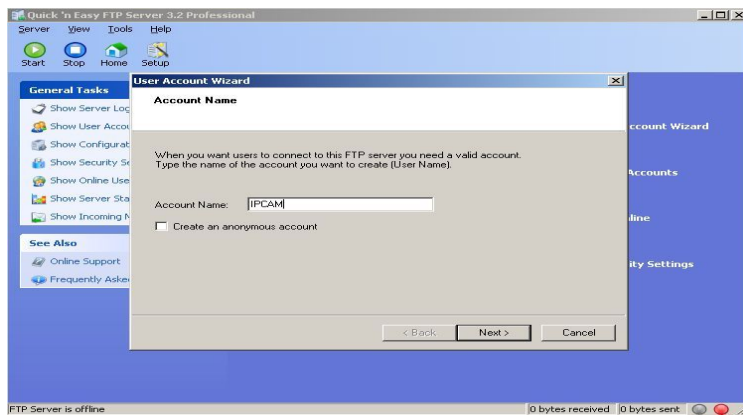 Quick 'n Easy FTP Server 3.2 Professional
Server View Tools Help
Start Stop Home Setup
General Tasks
Show Server Log
Show User Accou
Show Configurat
Show Security Se
Show Online Use
Show Server Sta
Show Incoming M
See Also
Online Support
Frequently Aske
User Account Wizard
Account Name
When you want users to connect to this FTP server you need a valid account.
Type the name of the account you want to create (User Name).
Account Name: IPCAM
Create an anonymous account
< Back Next > Cancel
ccount Wizard
Accounts
line
ity Settings
FTP Server is offline 0 bytes received 0 bytes sent